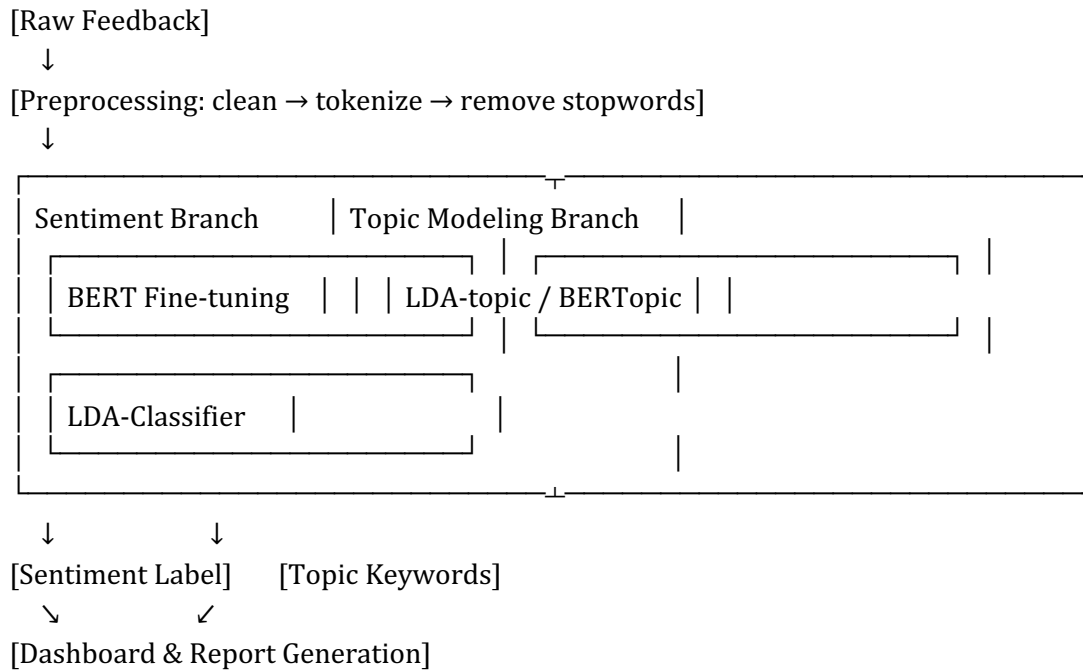 [Raw Feedback]
↓
[Preprocessing: clean → tokenize → remove stopwords]
↓
Sentiment Branch │ Topic Modeling Branch │
│ │ BERT Fine-tuning │ │ │ LDA-topic / BERTopic │ │
│ │ LDA-Classifier │ │
↓ ↓
[Sentiment Label] [Topic Keywords]
↘ ↙
[Dashboard & Report Generation]